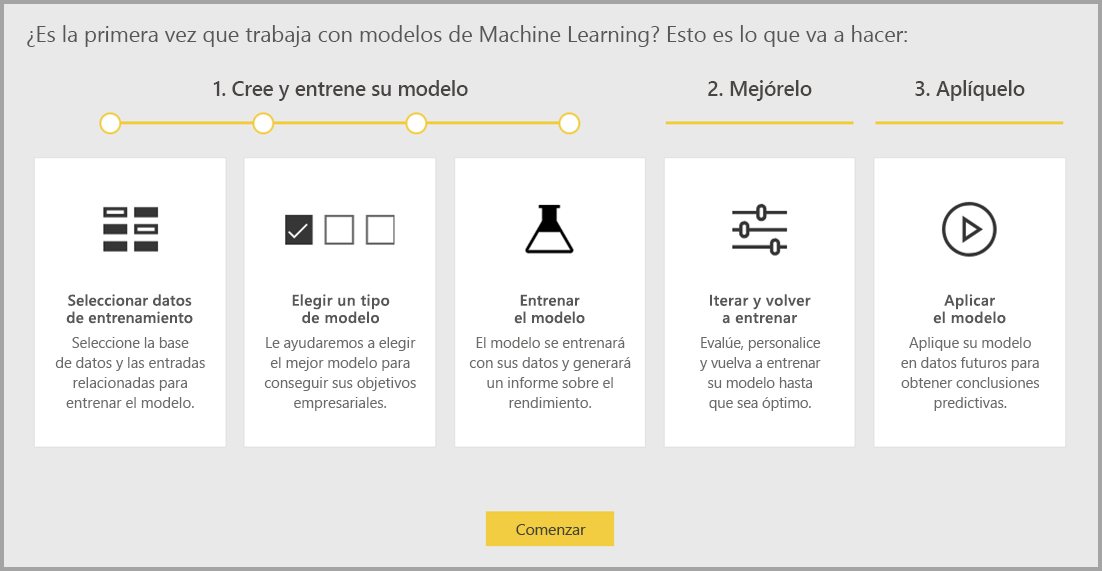 ¿Es la primera vez que trabaja con modelos de Machine Learning? Esto es lo que va a hacer:
1. Cree y entrene su modelo
2. Mejórelo
3. Aplíquelo
Seleccionar datos
de entrenamiento
Seleccione la base
de datos y las entradas
relacionadas para
entrenar el modelo.
Elegir un tipo
de modelo
Le ayudaremos a elegir
el mejor modelo para
conseguir sus objetivos
empresariales.
Entrenar
el modelo
El modelo se entrenará
con sus datos y generará
un informe sobre el
rendimiento.
Iterar y volver
a entrenar
Evalúe, personalice
y vuelva a entrenar
su modelo hasta
que sea óptimo.
Aplicar
el modelo
Aplique su modelo
en datos futuros para
obtener conclusiones
predictivas.
Comenzar